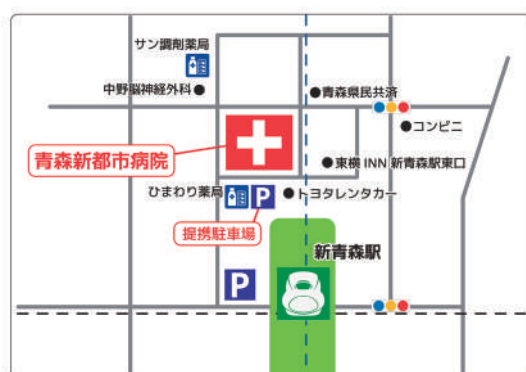 サン調剤薬局
中野脳神経外科
青森県民共済
コンビニ
青森新都市病院
東横 INN 新青森駅東口
ひまわり薬局
P
トヨタレンタカー
提携駐車場
新青森駅
P